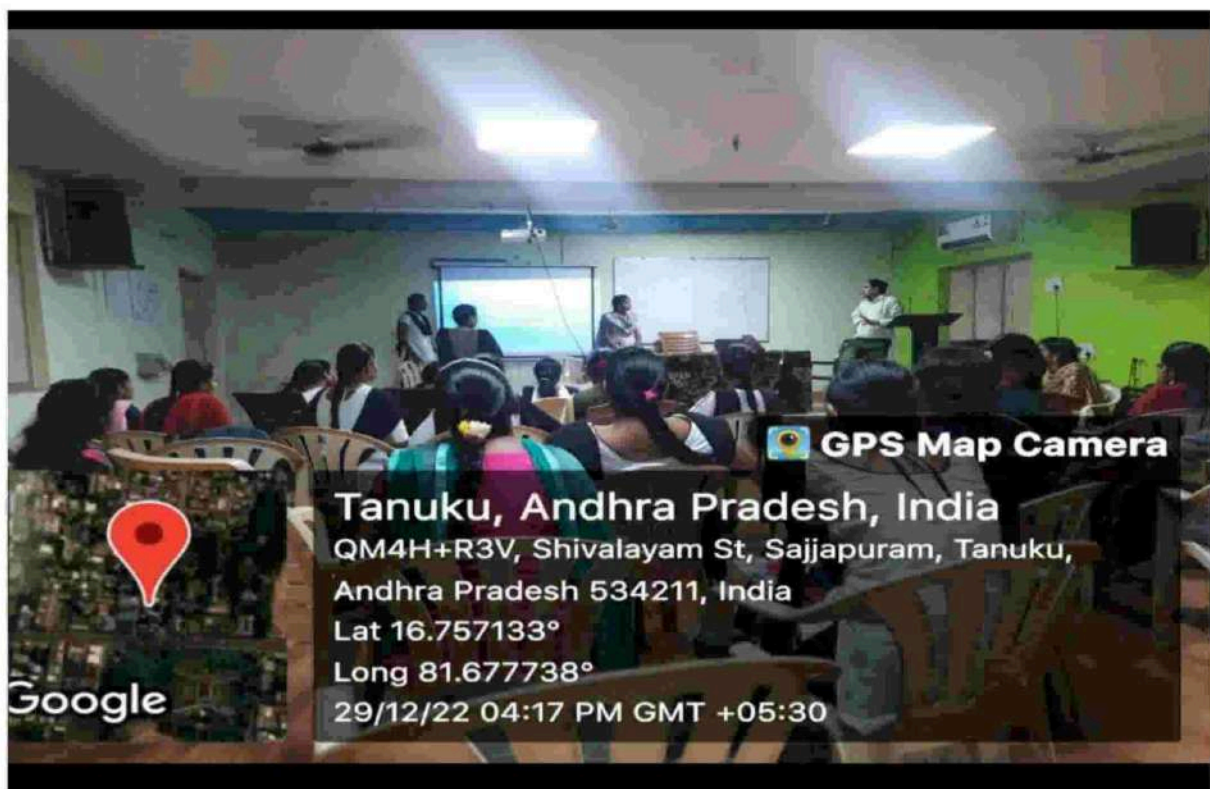 GPS Map Camera
Tanuku, Andhra Pradesh, India
QM4H+R3V, Shivalayam St, Sajjapuram, Tanuku,
Andhra Pradesh 534211, India
Lat 16.757133°
Long 81.677738°
29/12/22 04:17 PM GMT +05:30
Google